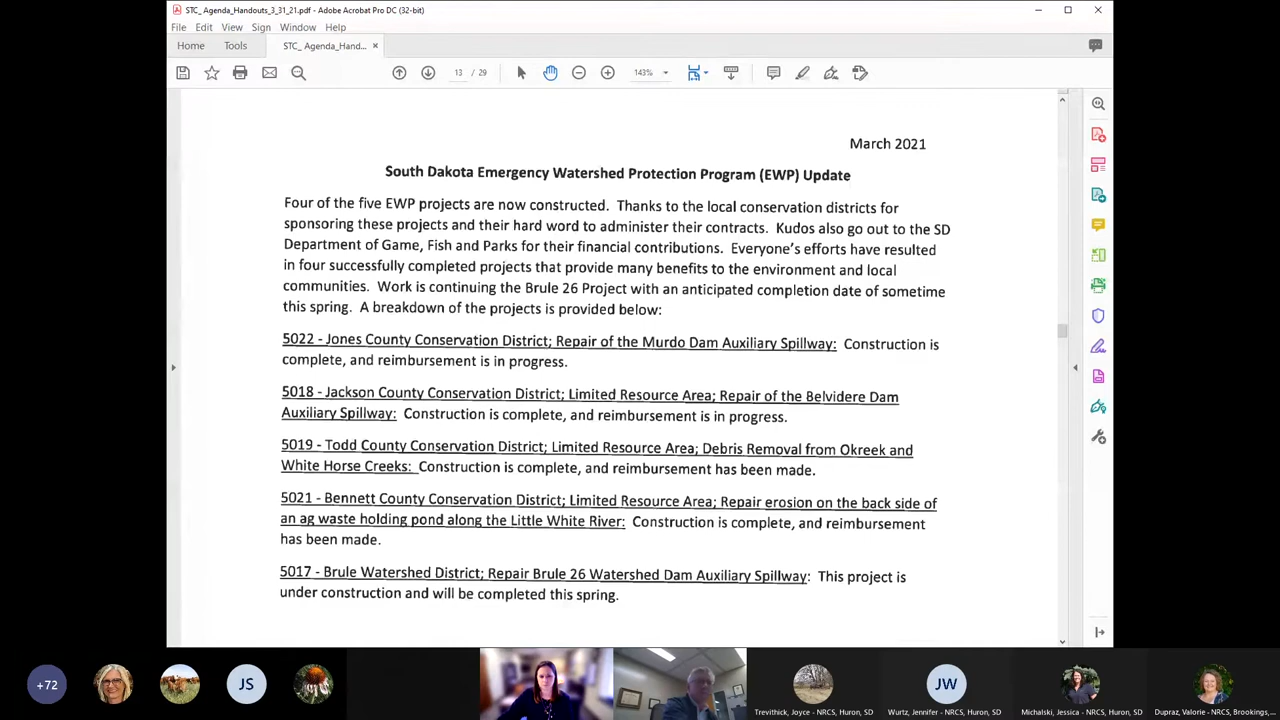 STC_ Agenda_Handouts_3_31_21.pdf - Adobe Acrobat Pro DC (32-bit)
File Edit View Sign Window Help
Home Tools STC_ Agenda_Hand... ×
13 / 29 143%
March 2021
South Dakota Emergency Watershed Protection Program (EWP) Update
Four of the five EWP projects are now constructed. Thanks to the local conservation districts for
sponsoring these projects and their hard word to administer their contracts. Kudos also go out to the SD
Department of Game, Fish and Parks for their financial contributions. Everyone's efforts have resulted
in four successfully completed projects that provide many benefits to the environment and local
communities. Work is continuing the Brule 26 Project with an anticipated completion date of sometime
this spring. A breakdown of the projects is provided below:
5022 - Jones County Conservation District; Repair of the Murdo Dam Auxiliary Spillway: Construction is
complete, and reimbursement is in progress.
5018 - Jackson County Conservation District; Limited Resource Area; Repair of the Belvidere Dam
Auxiliary Spillway: Construction is complete, and reimbursement is in progress.
5019 - Todd County Conservation District; Limited Resource Area; Debris Removal from Okreek and
White Horse Creeks: Construction is complete, and reimbursement has been made.
5021 - Bennett County Conservation District; Limited Resource Area; Repair erosion on the back side of
an ag waste holding pond along the Little White River: Construction is complete, and reimbursement
has been made.
5017 - Brule Watershed District; Repair Brule 26 Watershed Dam Auxiliary Spillway: This project is
under construction and will be completed this spring.
+72 JS JW
Trevithick, Joyce - NRCS, Huron, SD Wurtz, Jennifer - NRCS, Huron, SD Michalski, Jessica - NRCS, Huron, SD Dupraz, Valorie - NRCS, Brookings,...